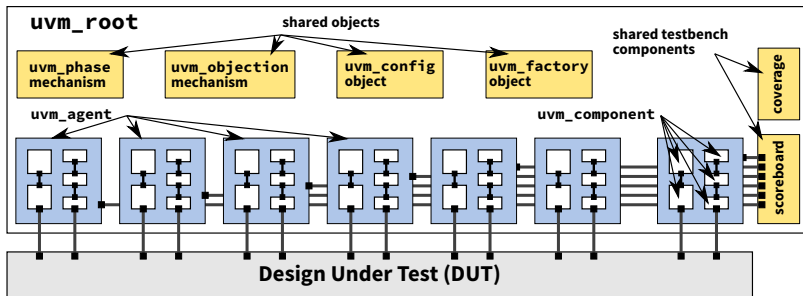 uvm_root
shared objects
shared testbench
components
uvm_phase
mechanism
uvm_objection
mechanism
uvm_config
object
uvm_factory
object
coverage
uvm_agent
uvm_component
scoreboard
Design Under Test (DUT)